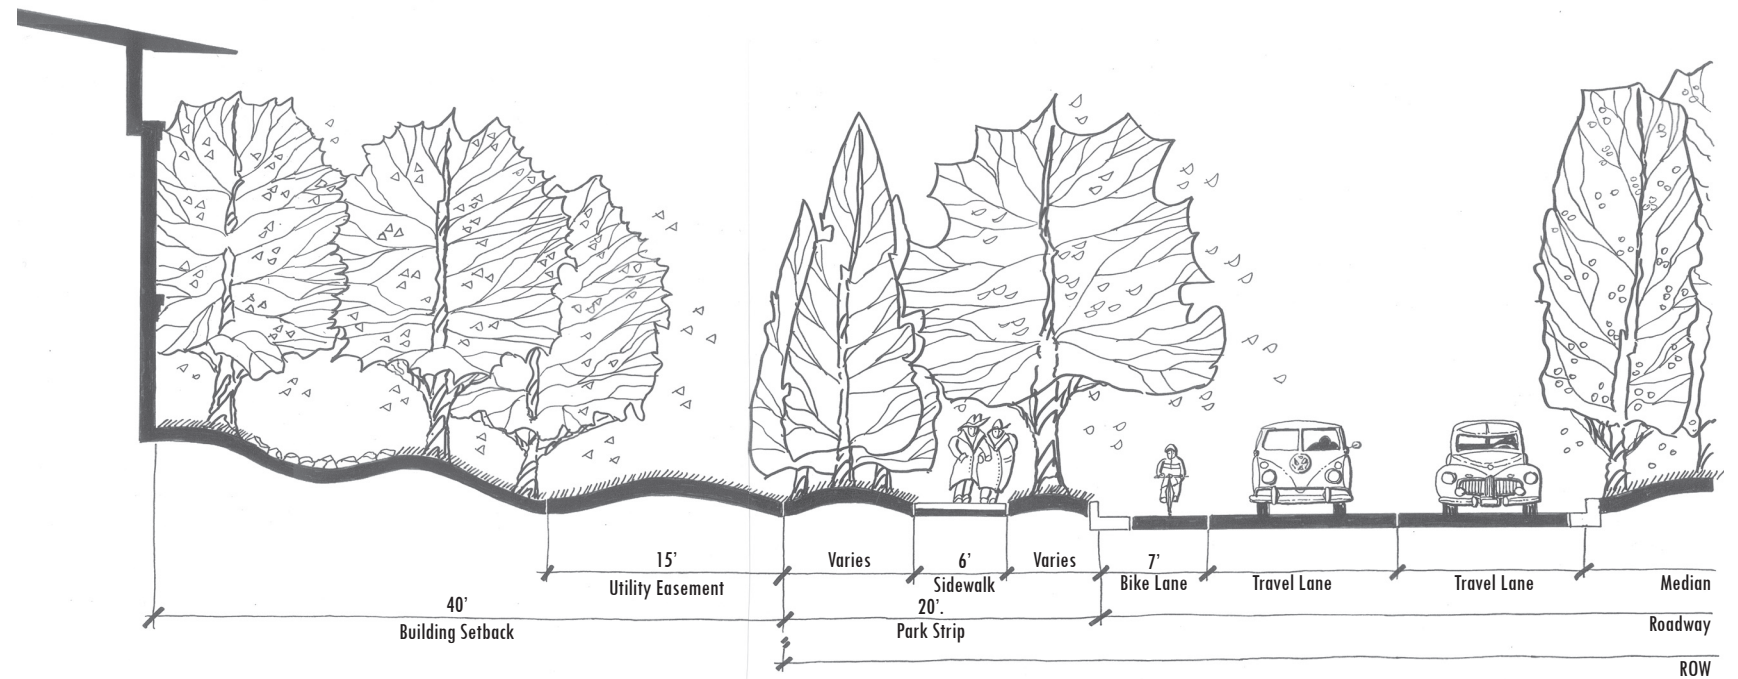 15’
Varies
6’
Varies
7’
Utility Easement
Sidewalk
Bike Lane
Travel Lane
Travel Lane
Median
40’
20’.
Building Setback
Park Strip
Roadway
ROW